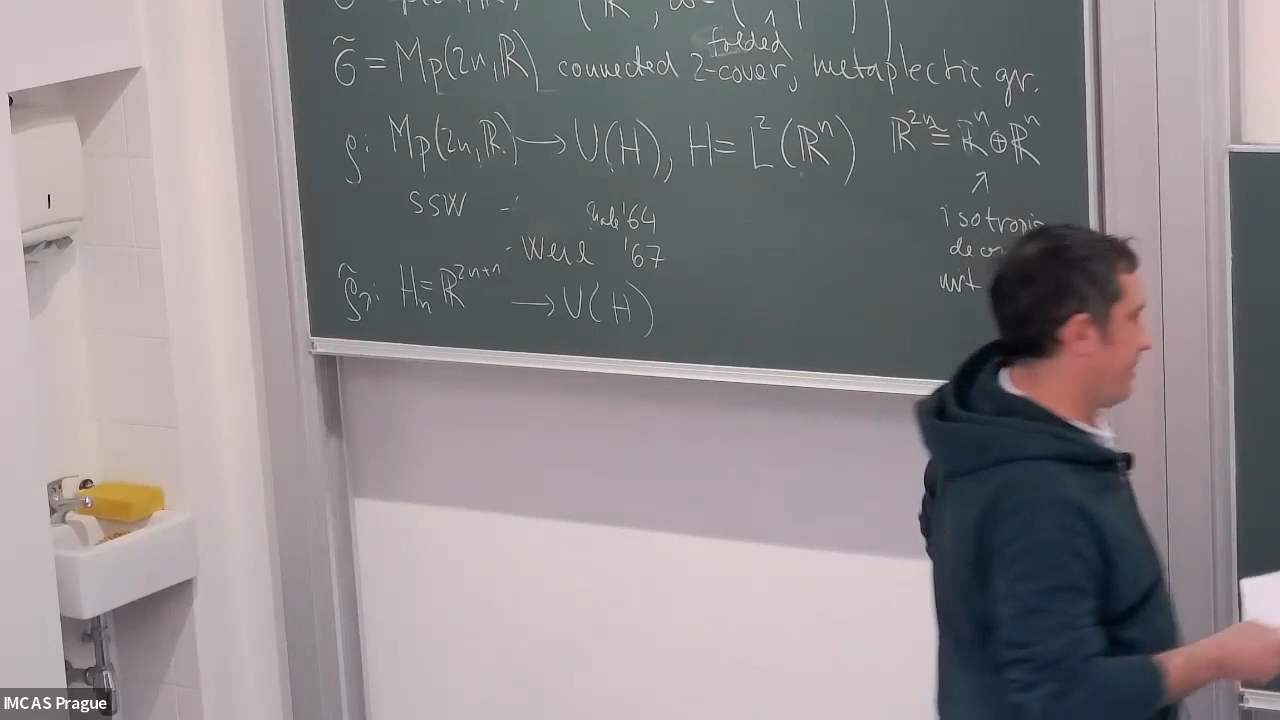 G̃ = Mp(2n,ℝ) connected 2-cover, metaplectic gr.
folded
ρ: Mp(2n,ℝ) → U(H), H = L²(ℝⁿ) ℝ²ⁿ ≅ ℝⁿ ⊕ ℝⁿ
SSW - '64
- Weil '67
isotropic
ρ̃: Hₙ = ℝ²ⁿ⁺ⁿ → U(H)
IMCAS Prague